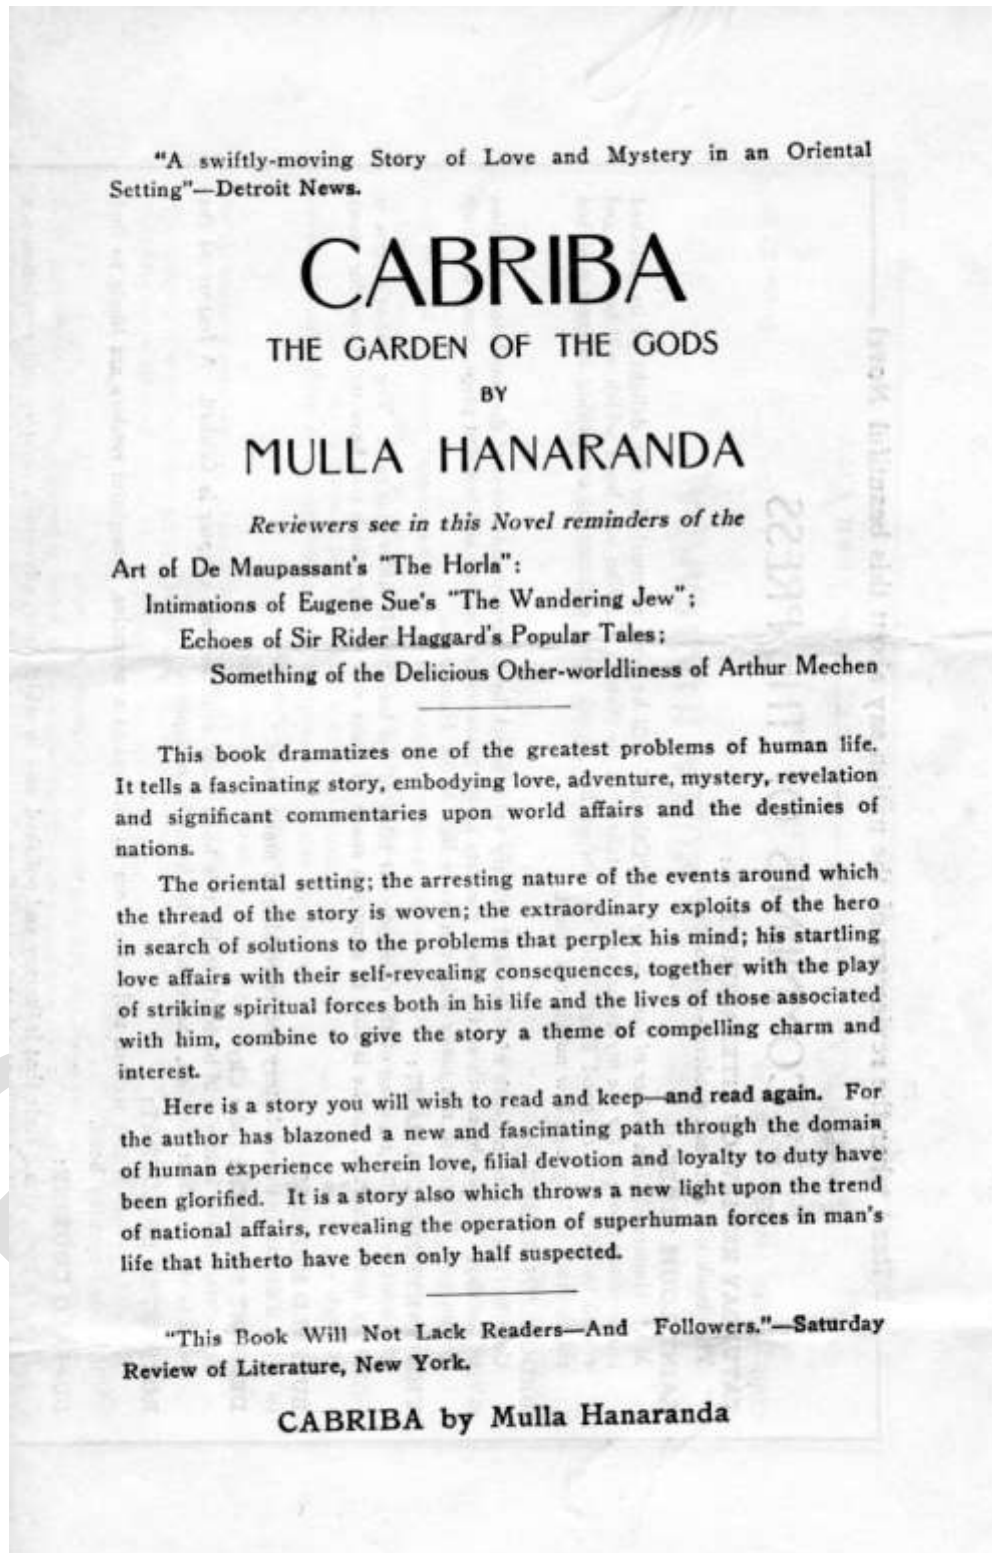 "A swiftly-moving Story of Love and Mystery in an Oriental
Setting"—Detroit News.
CABRIBA
THE GARDEN OF THE GODS
BY
MULLA HANARANDA
Reviewers see in this Novel reminders of the
Art of De Maupassant's "The Horla":
Intimations of Eugene Sue's "The Wandering Jew";
Echoes of Sir Rider Haggard's Popular Tales;
Something of the Delicious Other-worldliness of Arthur Mechen
This book dramatizes one of the greatest problems of human life.
It tells a fascinating story, embodying love, adventure, mystery, revelation
and significant commentaries upon world affairs and the destinies of
nations.
The oriental setting; the arresting nature of the events around which
the thread of the story is woven; the extraordinary exploits of the hero
in search of solutions to the problems that perplex his mind; his startling
love affairs with their self-revealing consequences, together with the play
of striking spiritual forces both in his life and the lives of those associated
with him, combine to give the story a theme of compelling charm and
interest.
Here is a story you will wish to read and keep—and read again. For
the author has blazoned a new and fascinating path through the domain
of human experience wherein love, filial devotion and loyalty to duty have
been glorified. It is a story also which throws a new light upon the trend
of national affairs, revealing the operation of superhuman forces in man's
life that hitherto have been only half suspected.
"This Book Will Not Lack Readers—And Followers."—Saturday
Review of Literature, New York.
CABRIBA by Mulla Hanaranda